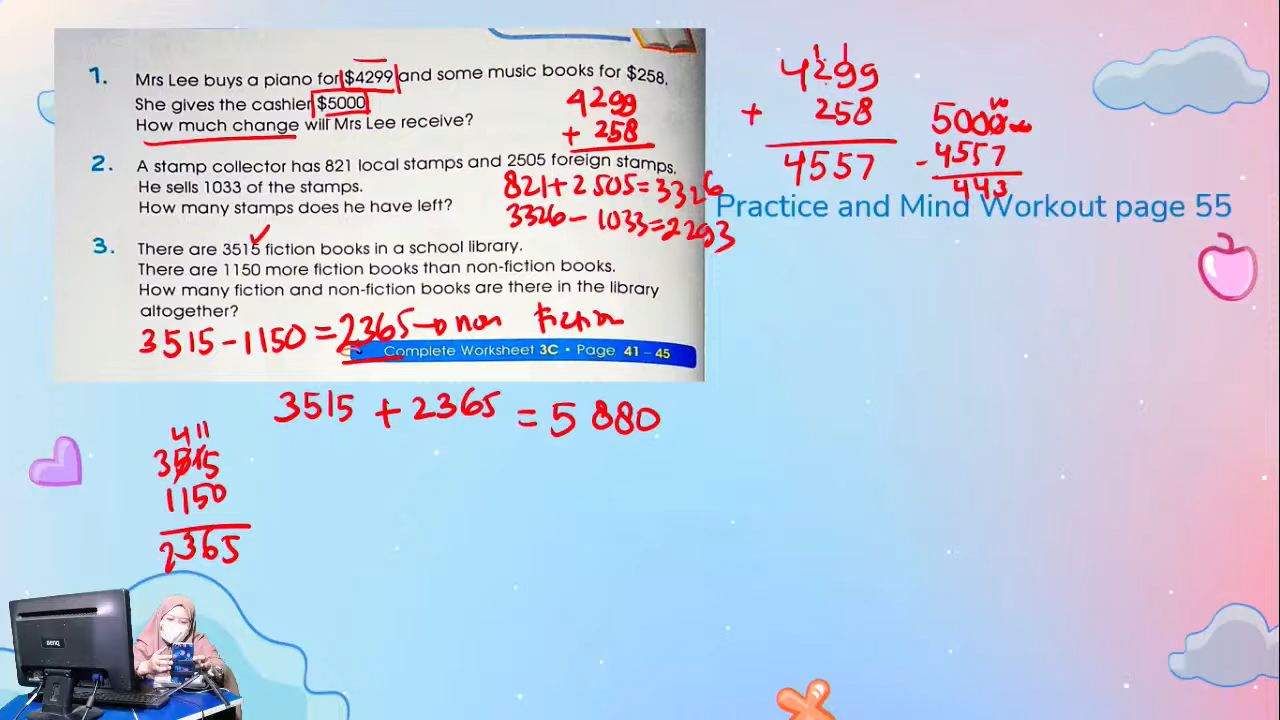 1. Mrs Lee buys a piano for $4299 and some music books for $258.
She gives the cashier $5000.
How much change will Mrs Lee receive?
4299
+ 258
2. A stamp collector has 821 local stamps and 2505 foreign stamps.
He sells 1033 of the stamps.
How many stamps does he have left?
821+2505=3326
3326-1033=2293
3. There are 3515 fiction books in a school library.
There are 1150 more fiction books than non-fiction books.
How many fiction and non-fiction books are there in the library
altogether?
3515-1150=2365→ non fiction
Complete Worksheet 3C • Page 41 - 45
3515 + 2365 = 5880
4 11
3515
1150
2365
1 1
4299
+ 258
4557
5000
- 4557
443
Practice and Mind Workout page 55
BenQ